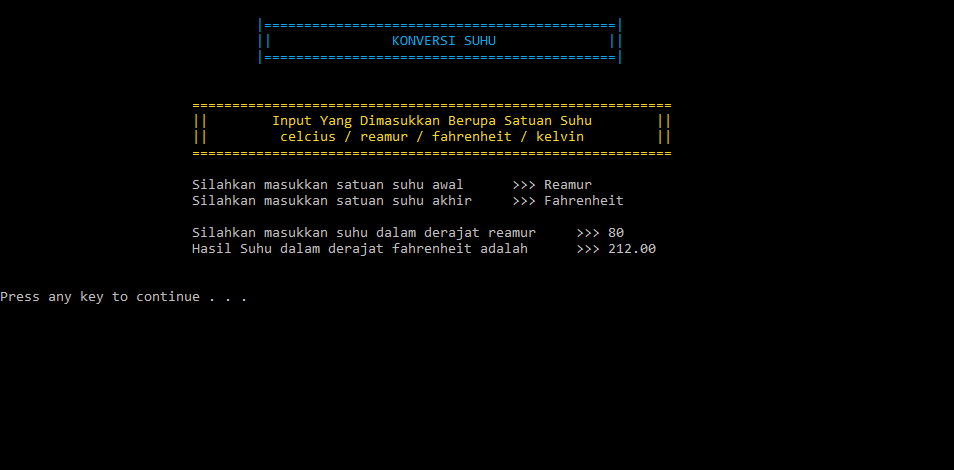 |============================================|
|| KONVERSI SUHU ||
|============================================|
============================================================
|| Input Yang Dimasukkan Berupa Satuan Suhu ||
|| celcius / reamur / fahrenheit / kelvin ||
============================================================
Silahkan masukkan satuan suhu awal >>> Reamur
Silahkan masukkan satuan suhu akhir >>> Fahrenheit
Silahkan masukkan suhu dalam derajat reamur >>> 80
Hasil Suhu dalam derajat fahrenheit adalah >>> 212.00
Press any key to continue . . .